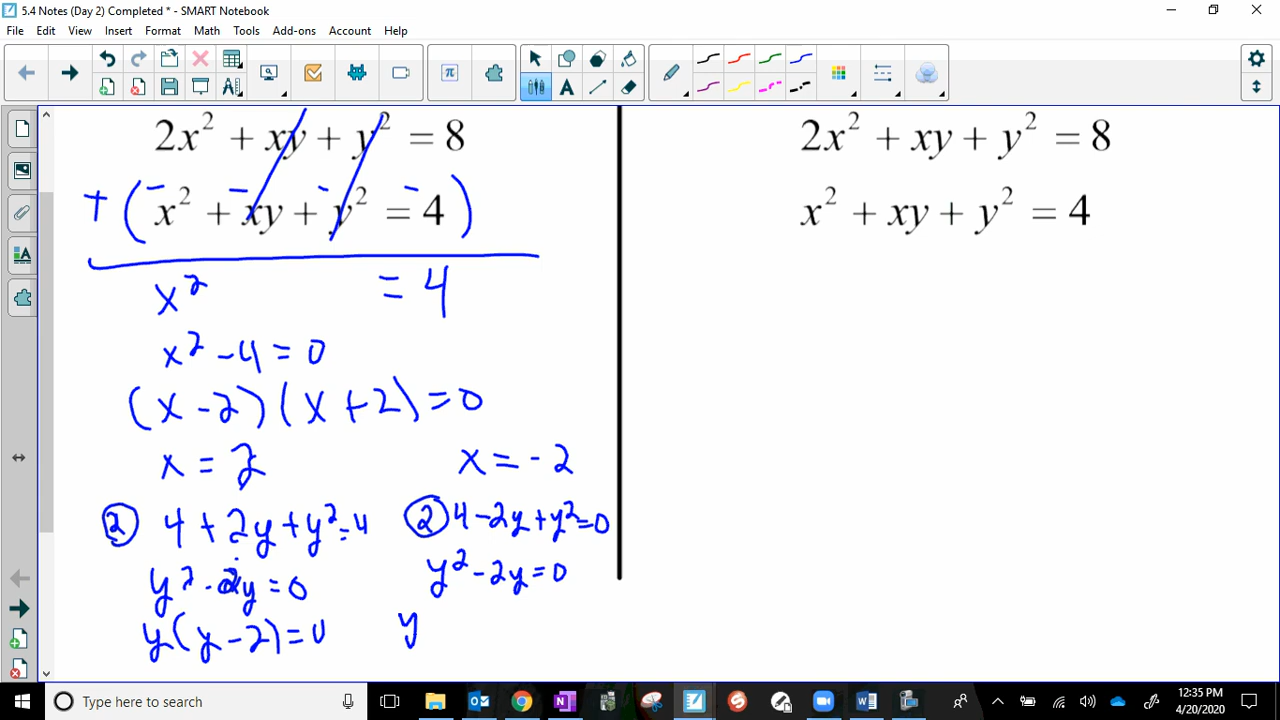 5.4 Notes (Day 2) Completed * - SMART Notebook
File Edit View Insert Format Math Tools Add-ons Account Help
2x² + xy + y² = 8
+ (⁻x² + ⁻xy + ⁻y² = ⁻4)
x² = 4
x² - 4 = 0
(x - 2)(x + 2) = 0
x = 2 x = -2
② 4 + 2y + y² = 4 ② 4 - 2y + y² = 0
y² - 2y = 0 y² - 2y = 0
y(y - 2) = 0 y
2x² + xy + y² = 8
x² + xy + y² = 4
Type here to search
12:35 PM
4/20/2020